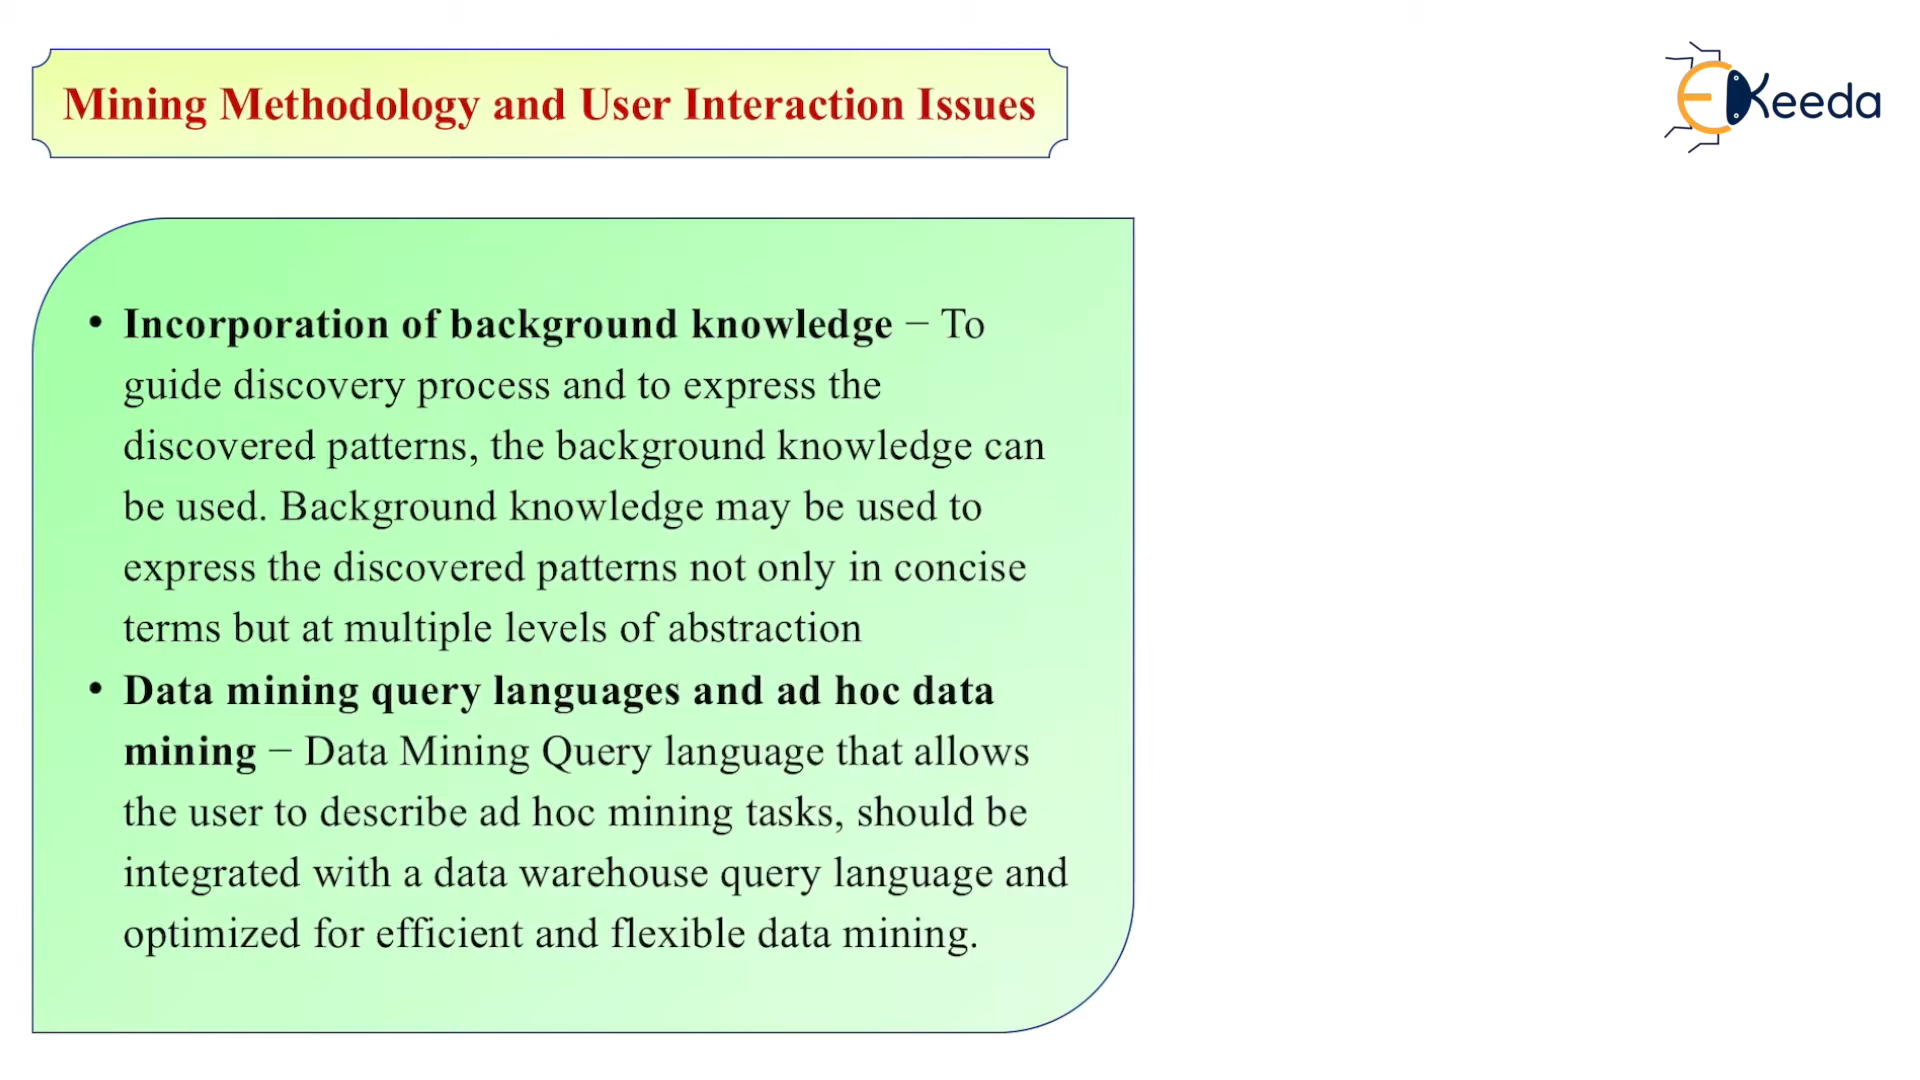 Mining Methodology and User Interaction Issues
EKeeda
• Incorporation of background knowledge − To
guide discovery process and to express the
discovered patterns, the background knowledge can
be used. Background knowledge may be used to
express the discovered patterns not only in concise
terms but at multiple levels of abstraction
• Data mining query languages and ad hoc data
mining − Data Mining Query language that allows
the user to describe ad hoc mining tasks, should be
integrated with a data warehouse query language and
optimized for efficient and flexible data mining.